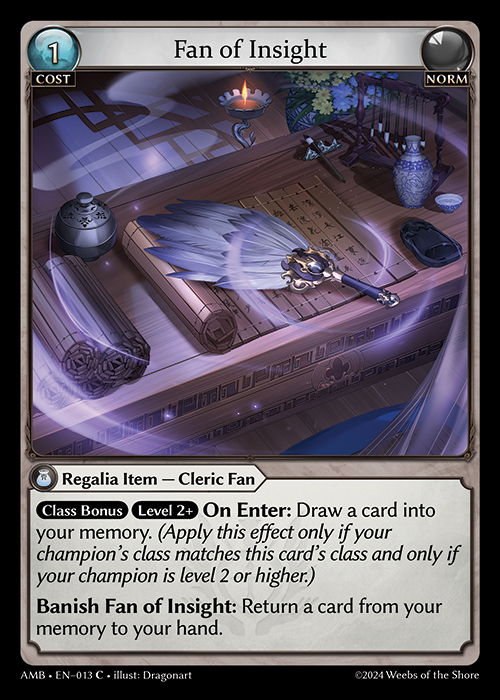 1
Fan of Insight
COST
NORM
Regalia Item — Cleric Fan
Class Bonus Level 2+ On Enter: Draw a card into
your memory. (Apply this effect only if your
champion's class matches this card's class and only if
your champion is level 2 or higher.)
Banish Fan of Insight: Return a card from your
memory to your hand.
AMB • EN–013 C • illust: Dragonart
©2024 Weebs of the Shore